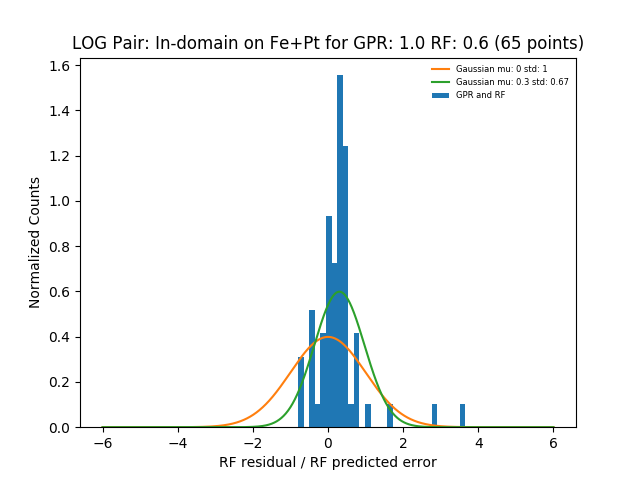 LOG Pair: In-domain on Fe+Pt for GPR: 1.0 RF: 0.6 (65 points)
Gaussian mu: 0 std: 1
Gaussian mu: 0.3 std: 0.67
GPR and RF
Normalized Counts
1.6
1.4
1.2
1.0
0.8
0.6
0.4
0.2
0.0
−6 −4 −2 0 2 4 6
RF residual / RF predicted error